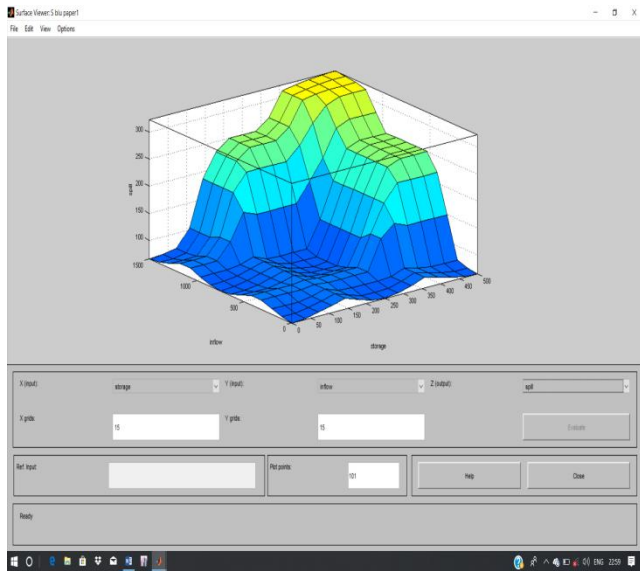 Surface Viewer: S biu paper1
File Edit View Options
300
250
200
150
100
spill
1500
1000
500
0
inflow
0
50
100
150
200
250
300
350
400
450
500
storage
X (input):
storage
Y (input):
inflow
Z (output):
spill
X grids:
15
Y grids:
15
Evaluate
Ref. Input:
Plot points:
101
Help
Close
Ready
ENG 22:59